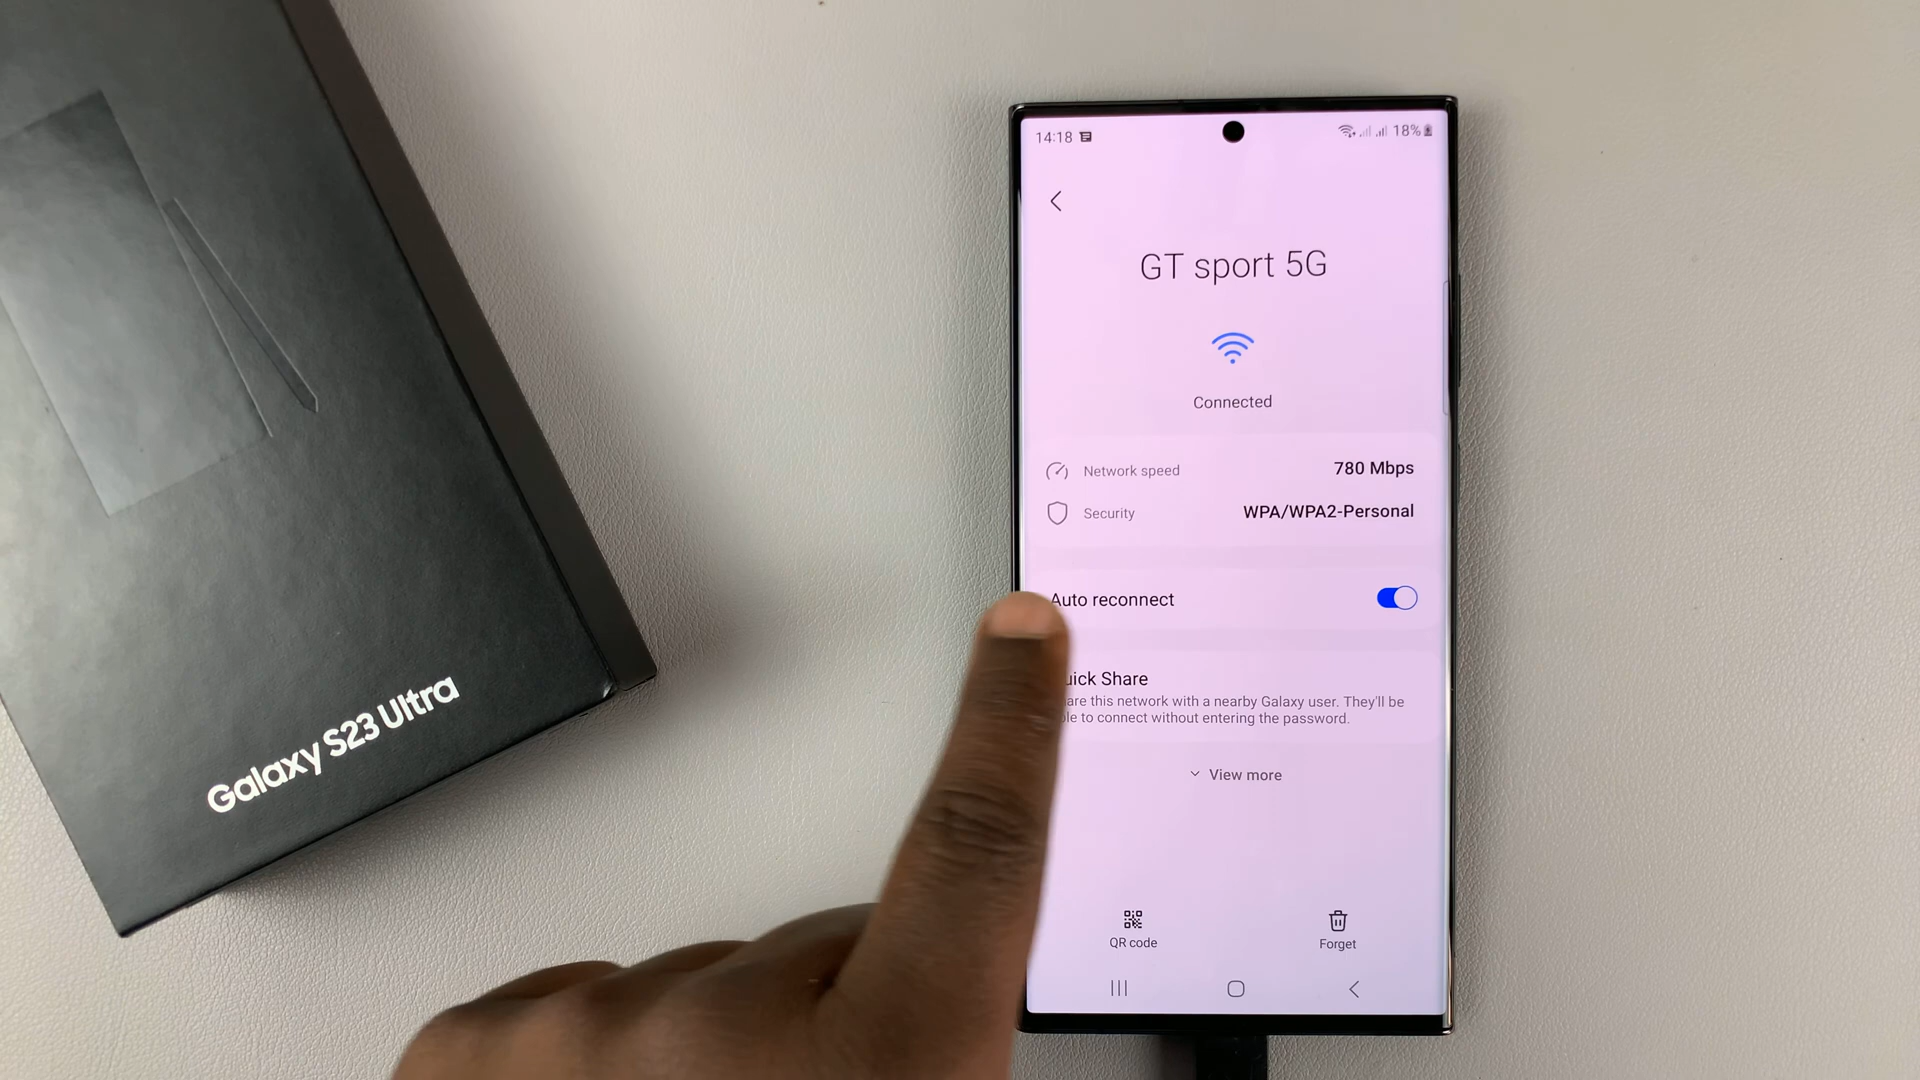 Galaxy S23 Ultra
14:18
18%
GT sport 5G
Connected
Network speed 780 Mbps
Security WPA/WPA2-Personal
Auto reconnect
uick Share
are this network with a nearby Galaxy user. They'll be
le to connect without entering the password.
View more
QR code
Forget